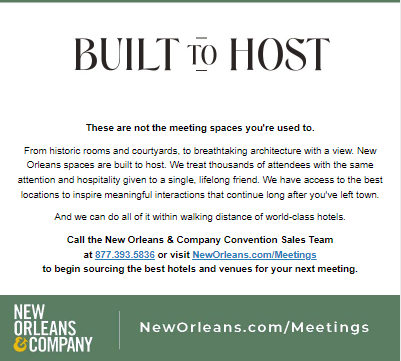 BUILT TO HOST
These are not the meeting spaces you're used to.
From historic rooms and courtyards, to breathtaking architecture with a view. New
Orleans spaces are built to host. We treat thousands of attendees with the same
attention and hospitality given to a single, lifelong friend. We have access to the best
locations to inspire meaningful interactions that continue long after you've left town.
And we can do all of it within walking distance of world-class hotels.
Call the New Orleans & Company Convention Sales Team
at 877.393.5836 or visit NewOrleans.com/Meetings
to begin sourcing the best hotels and venues for your next meeting.
NEW
ORLEANS
&COMPANY
NewOrleans.com/Meetings